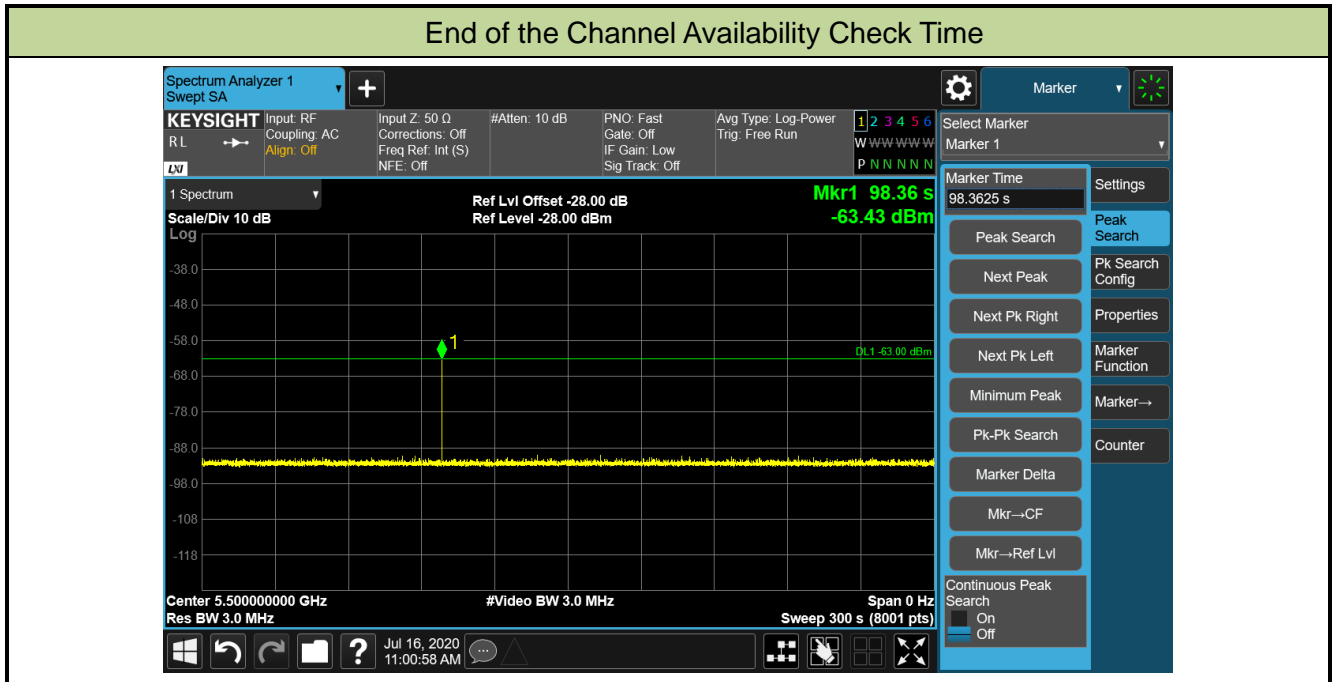 End of the Channel Availability Check Time
Spectrum Analyzer 1
Swept SA
Marker
KEYSIGHT
R L
LXI
Input: RF
Coupling: AC
Align: Off
Input Z: 50 Ω
Corrections: Off
Freq Ref: Int (S)
NFE: Off
#Atten: 10 dB
PNO: Fast
Gate: Off
IF Gain: Low
Sig Track: Off
Avg Type: Log-Power
Trig: Free Run
1 2 3 4 5 6
W W W W W W
P N N N N N
Select Marker
Marker 1
1 Spectrum
Scale/Div 10 dB
Log
Ref Lvl Offset -28.00 dB
Ref Level -28.00 dBm
Mkr1 98.36 s
-63.43 dBm
-38.0
-48.0
-58.0
-68.0
-78.0
-88.0
-98.0
-108
-118
1
DL1 -63.00 dBm
Center 5.500000000 GHz
Res BW 3.0 MHz
#Video BW 3.0 MHz
Span 0 Hz
Sweep 300 s (8001 pts)
Marker Time
98.3625 s
Peak Search
Next Peak
Next Pk Right
Next Pk Left
Minimum Peak
Pk-Pk Search
Marker Delta
Mkr→CF
Mkr→Ref Lvl
Continuous Peak
Search
On
Off
Settings
Peak
Search
Pk Search
Config
Properties
Marker
Function
Marker→
Counter
?
Jul 16, 2020
11:00:58 AM